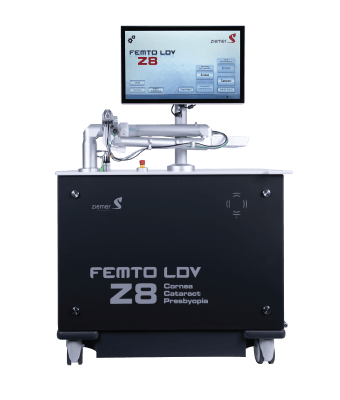 ziemer
FEMTO LDV
Z8
ziemer
FEMTO LDV
Z8
Cornea
Cataract
Presbyopia